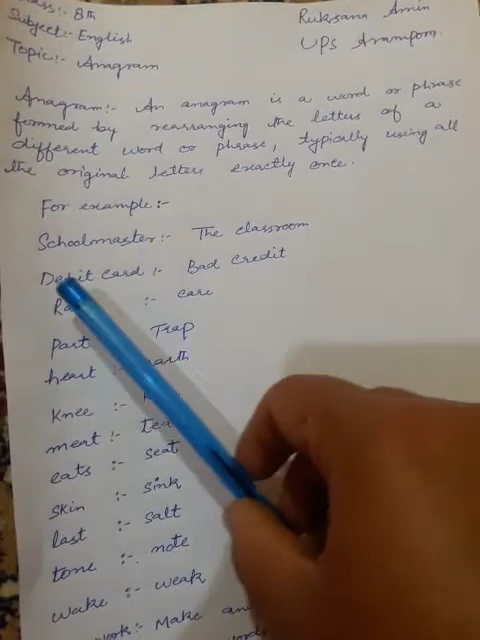 Class:- 8th
Subject:- English
Topic:- Anagram
Ruksana Amin
UPS Arampora.
Anagram:- An anagram is a word or phrase
formed by rearranging the letters of a
different word or phrase, typically using all
the original letters exactly once.
For example:-
Schoolmaster:- The classroom
Debit card :- Bad Credit
:- care
Part Trap
heart :-
Knee :-
meat :-
eats :- seat
Skin :- sink
last :- salt
tone :- note
wake :- weak
:- Make